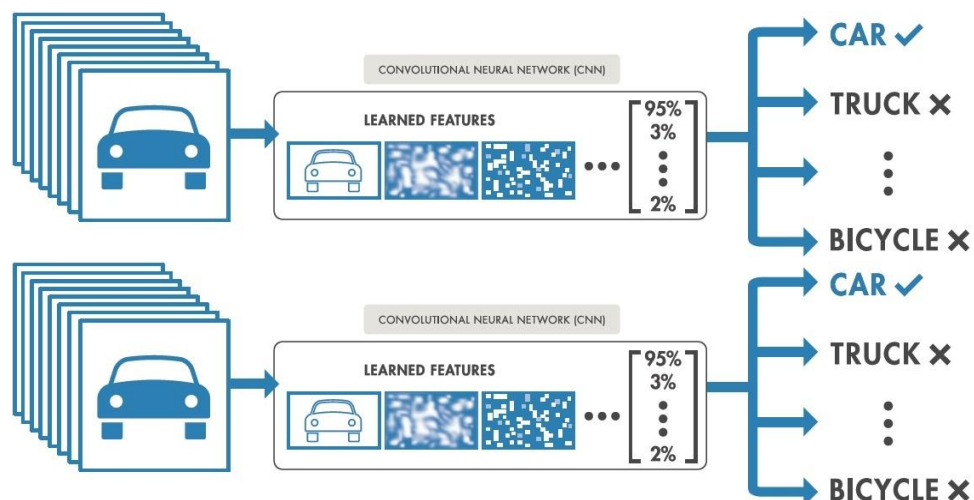 CONVOLUTIONAL NEURAL NETWORK (CNN)
LEARNED FEATURES
95%
3%
2%
CAR
TRUCK
BICYCLE
CONVOLUTIONAL NEURAL NETWORK (CNN)
LEARNED FEATURES
95%
3%
2%
CAR
TRUCK
BICYCLE